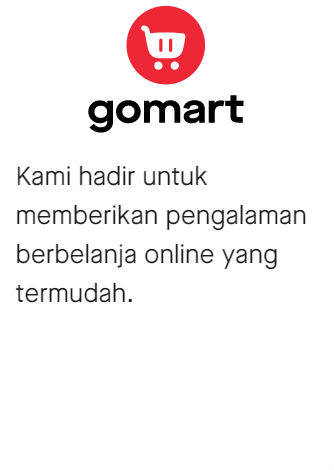 gomart
Kami hadir untuk
memberikan pengalaman
berbelanja online yang
termudah.